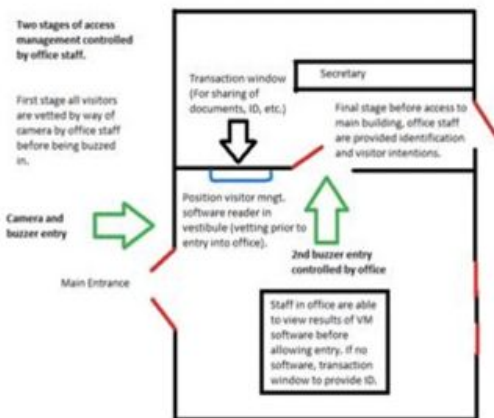 Two stages of access
management controlled
by office staff.
First stage all visitors
are vetted by way of
camera by office staff
before being buzzed
in.
Transaction window
(For sharing of
documents, ID, etc.)
Secretary
Final stage before access to
main building, office staff
are provided identification
and visitor intentions.
Camera and
buzzer entry
Position visitor mngt.
software reader in
vestibule (vetting prior to
entry into office).
2nd buzzer entry
controlled by office
Main Entrance
Staff in office are able
to view results of VM
software before
allowing entry. If no
software, transaction
window to provide ID.